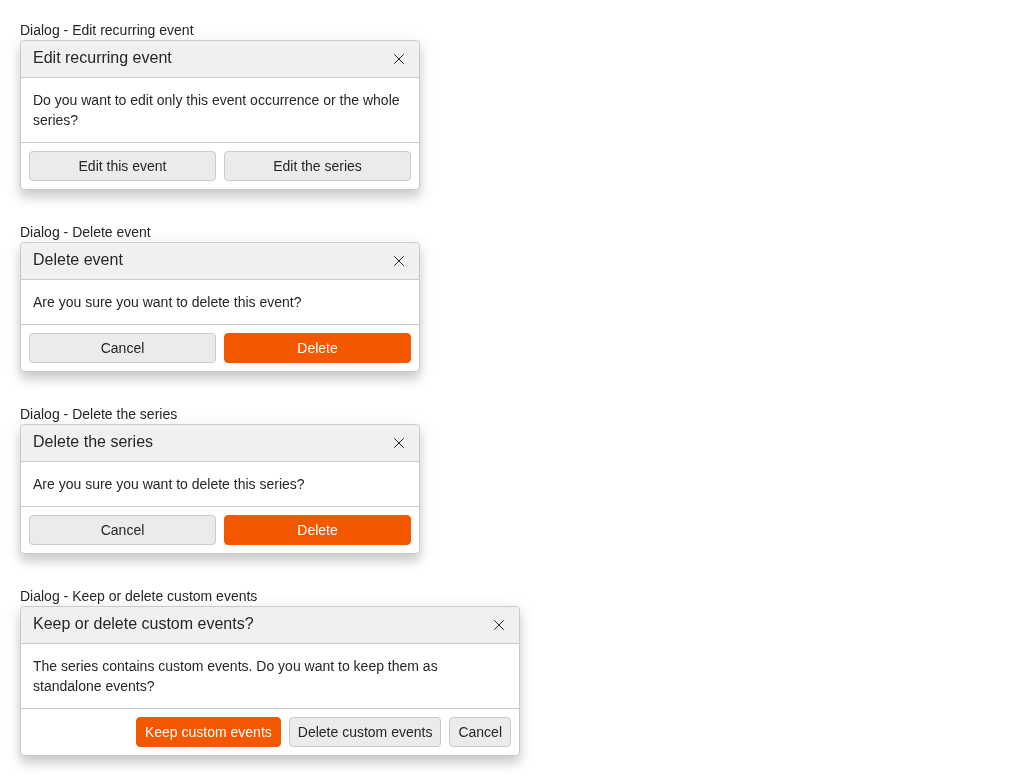 Dialog - Edit recurring event
Edit recurring event
Do you want to edit only this event occurrence or the whole
series?
Edit this event
Edit the series
Dialog - Delete event
Delete event
Are you sure you want to delete this event?
Cancel
Delete
Dialog - Delete the series
Delete the series
Are you sure you want to delete this series?
Cancel
Delete
Dialog - Keep or delete custom events
Keep or delete custom events?
The series contains custom events. Do you want to keep them as
standalone events?
Keep custom events
Delete custom events
Cancel